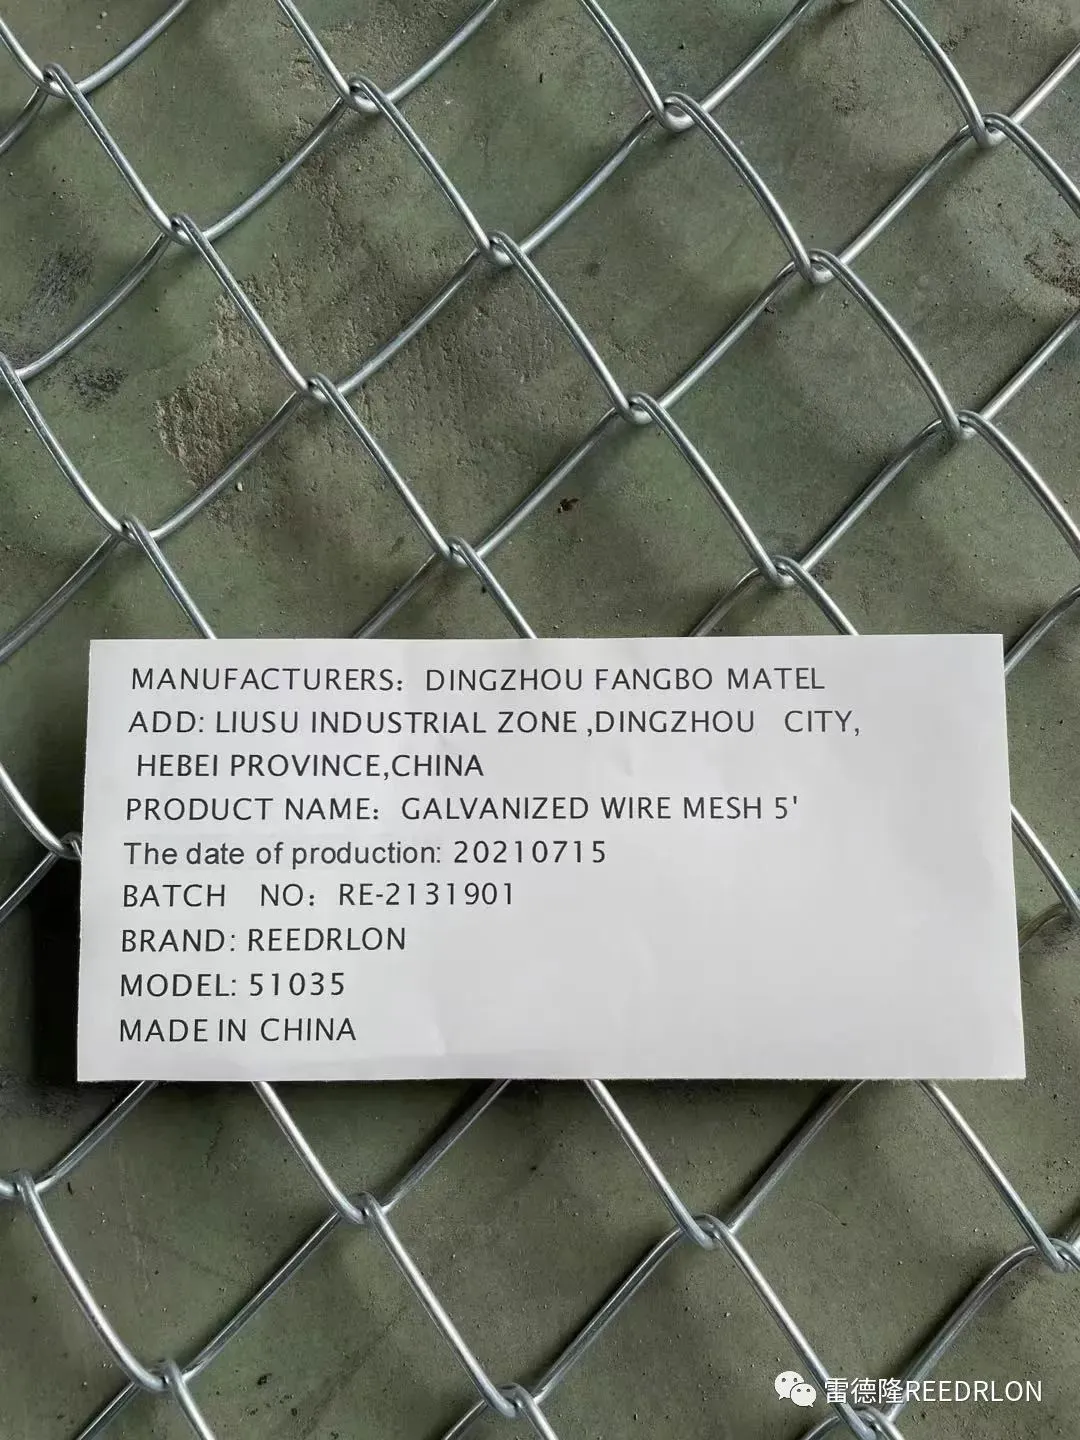 MANUFACTURERS：DINGZHOU FANGBO MATEL
ADD: LIUSU INDUSTRIAL ZONE ,DINGZHOU CITY,
HEBEI PROVINCE,CHINA
PRODUCT NAME：GALVANIZED WIRE MESH 5'
The date of production: 20210715
BATCH NO：RE-2131901
BRAND: REEDRLON
MODEL: 51035
MADE IN CHINA
雷德隆REEDRLON